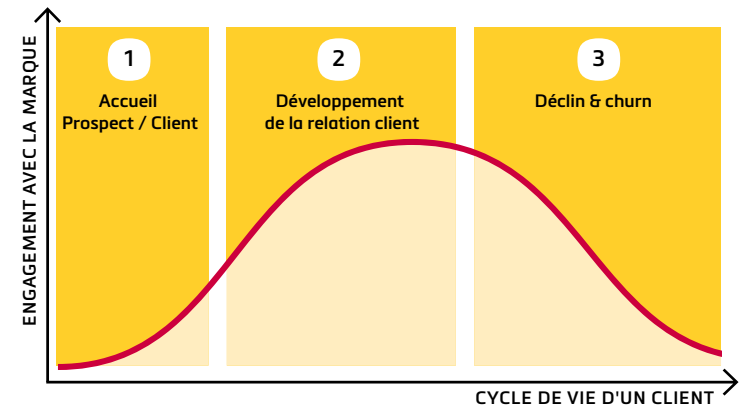 ENGAGEMENT AVEC LA MARQUE
1
Accueil
Prospect / Client
2
Développement
de la relation client
3
Déclin & churn
CYCLE DE VIE D'UN CLIENT